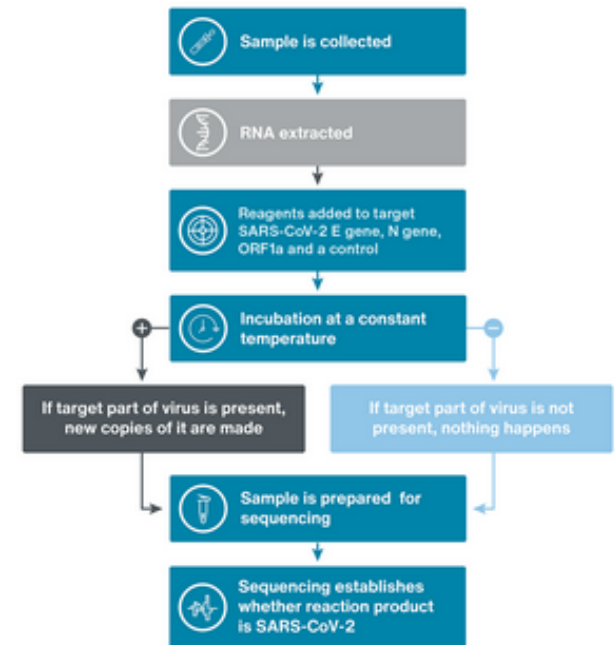 Sample is collected
RNA extracted
Reagents added to target
SARS-CoV-2 E gene, N gene,
ORF1a and a control
Incubation at a constant
temperature
+
−
If target part of virus is present,
new copies of it are made
If target part of virus is not
present, nothing happens
Sample is prepared for
sequencing
Sequencing establishes
whether reaction product
is SARS-CoV-2